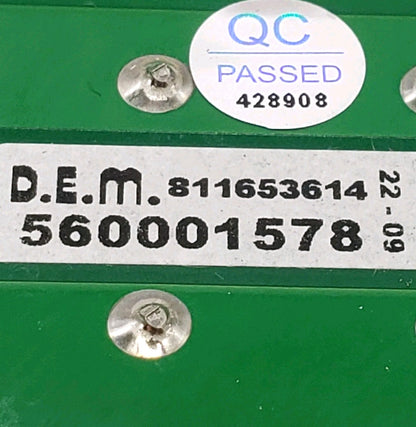 QC
PASSED
428908
D.E.M. 811653614
560001578
22-09